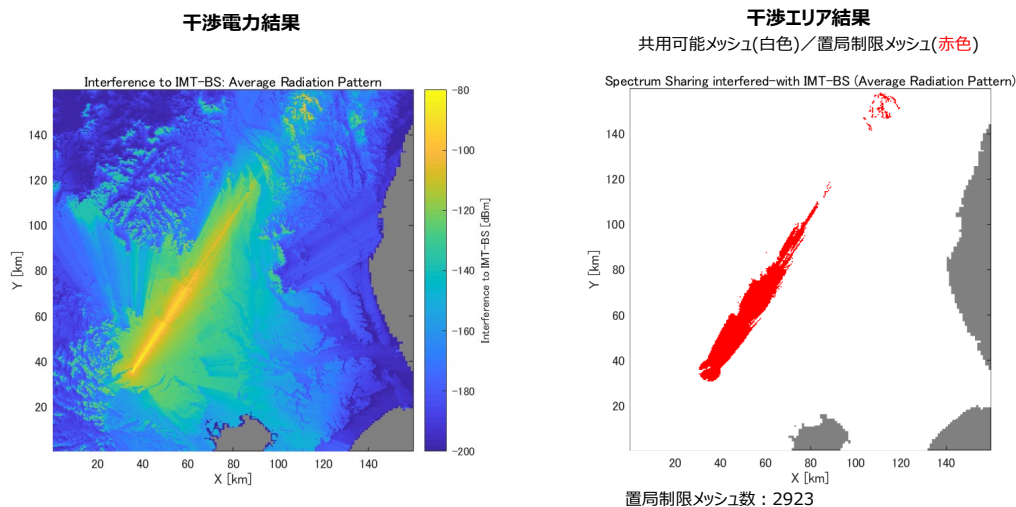 干渉電力結果
Interference to IMT-BS: Average Radiation Pattern
Y [km]
140
120
100
80
60
40
20
20 40 60 80 100 120 140
X [km]
-80
-100
-120
-140
-160
-180
-200
Interference to IMT-BS [dBm]
干渉エリア結果
共用可能メッシュ(白色)／置局制限メッシュ(赤色)
Spectrum Sharing interfered-with IMT-BS (Average Radiation Pattern)
Y [km]
140
120
100
80
60
40
20
20 40 60 80 100 120 140
X [km]
置局制限メッシュ数：2923